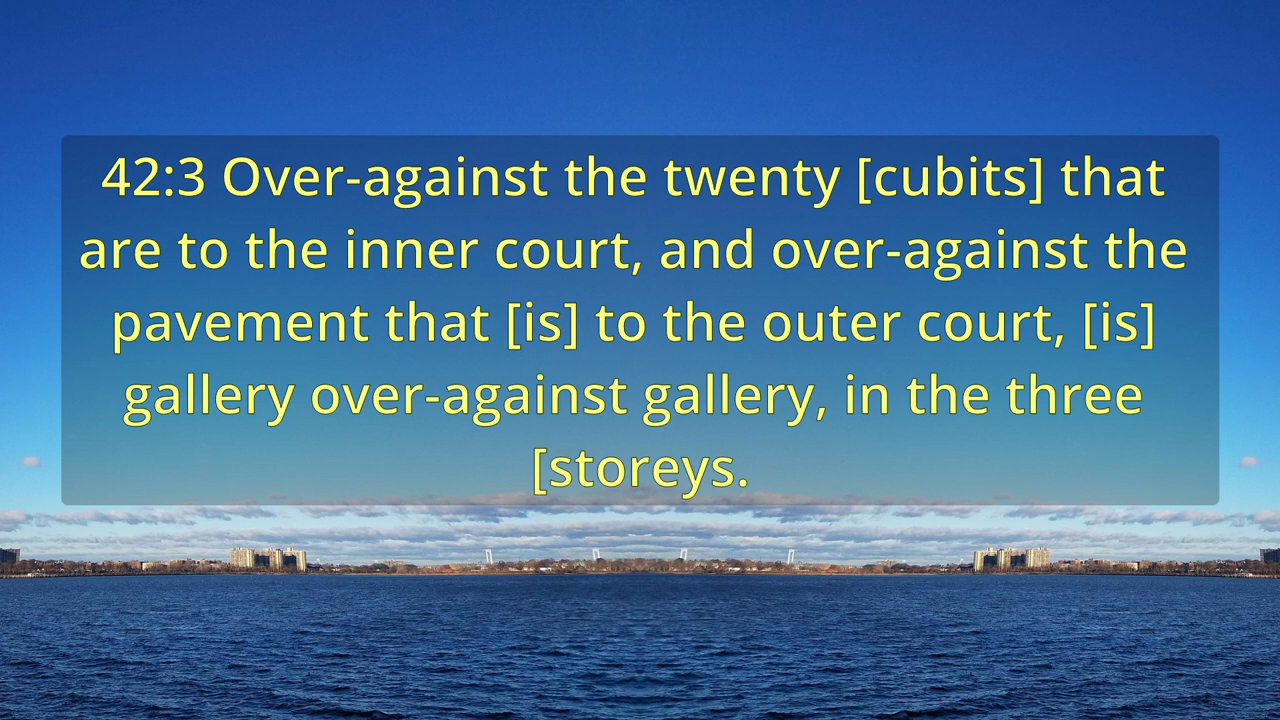 42:3 Over-against the twenty [cubits] that
are to the inner court, and over-against the
pavement that [is] to the outer court, [is]
gallery over-against gallery, in the three
[storeys.